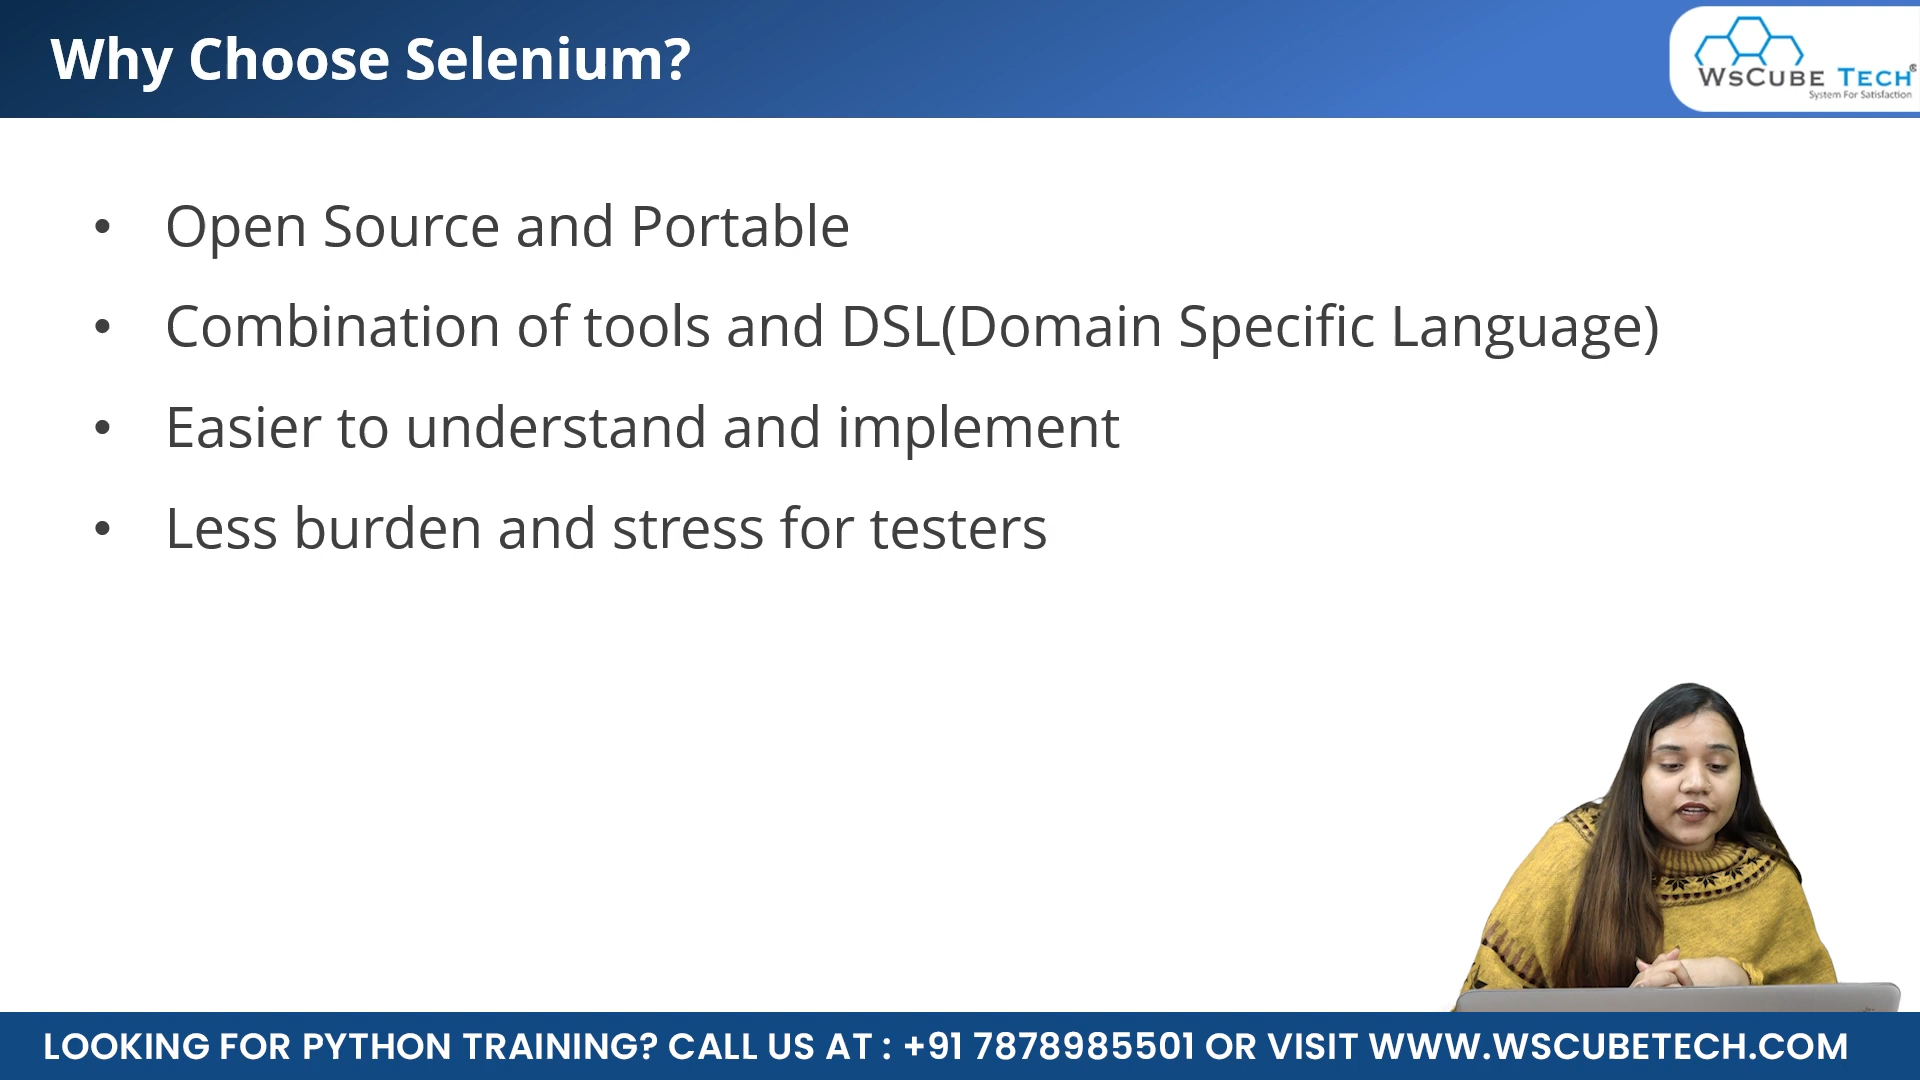 Why Choose Selenium?
WSCUBE TECH®
System For Satisfaction
• Open Source and Portable
• Combination of tools and DSL(Domain Specific Language)
• Easier to understand and implement
• Less burden and stress for testers
LOOKING FOR PYTHON TRAINING? CALL US AT : +91 7878985501 OR VISIT WWW.WSCUBETECH.COM